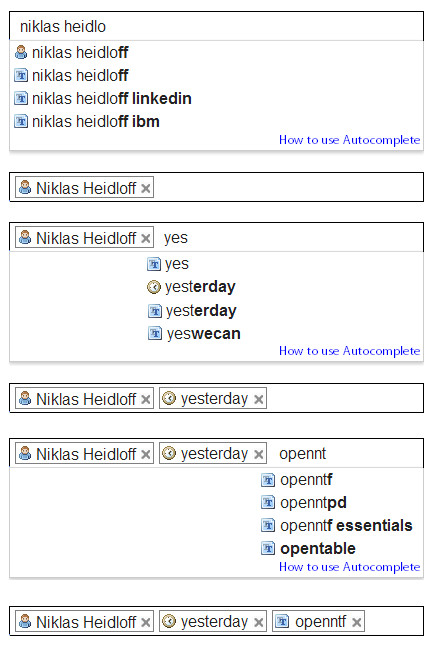 niklas heidlo
niklas heidloff
niklas heidloff
niklas heidloff linkedin
niklas heidloff ibm
How to use Autocomplete
Niklas Heidloff ×
Niklas Heidloff × yes
yes
yesterday
yesterday
yeswecan
How to use Autocomplete
Niklas Heidloff × yesterday ×
Niklas Heidloff × yesterday × opennt
openntf
openntpd
openntf essentials
opentable
How to use Autocomplete
Niklas Heidloff × yesterday × openntf ×